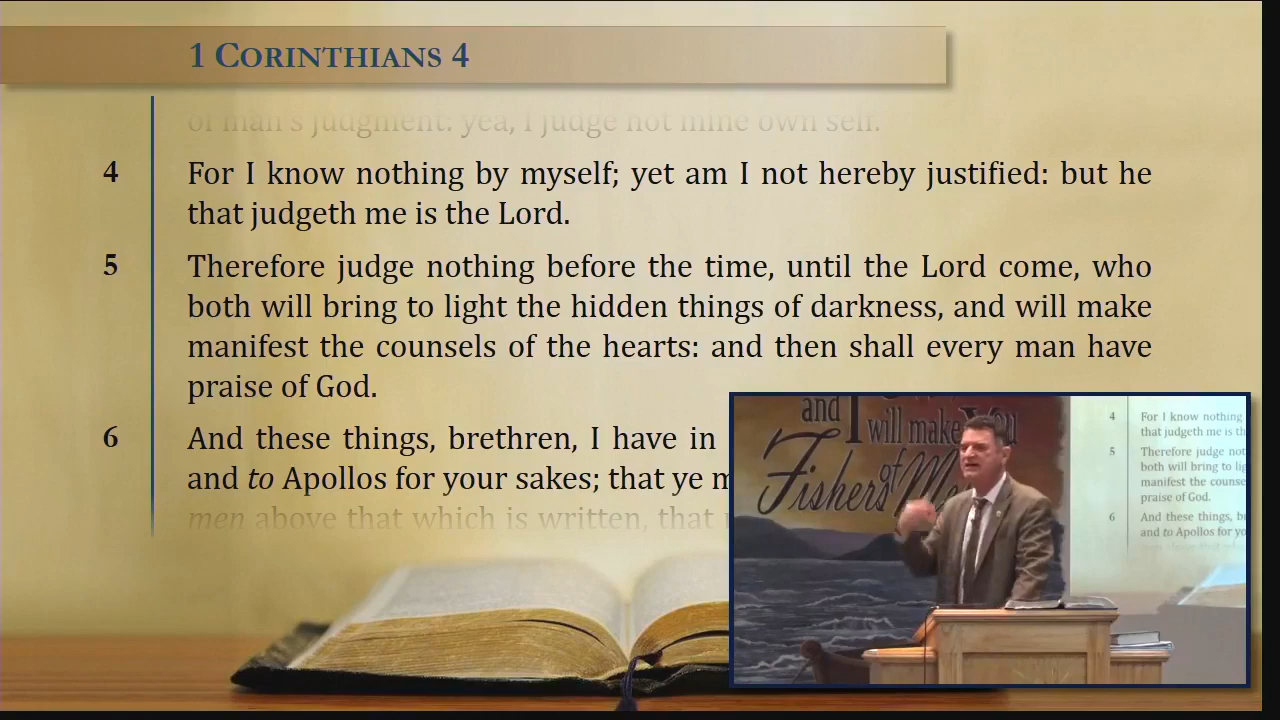 1 CORINTHIANS 4
of man's judgment: yea, I judge not mine own self.
4 For I know nothing by myself; yet am I not hereby justified: but he
that judgeth me is the Lord.
5 Therefore judge nothing before the time, until the Lord come, who
both will bring to light the hidden things of darkness, and will make
manifest the counsels of the hearts: and then shall every man have
praise of God.
6 And these things, brethren, I have in
and to Apollos for your sakes; that ye
men above that which is written, that
and I
will make You
Fishers of Men
4 For I know nothing
that judgeth me is th
5 Therefore judge not
both will bring to lig
manifest the counse
praise of God.
6 And these things, b
and to Apollos for yo